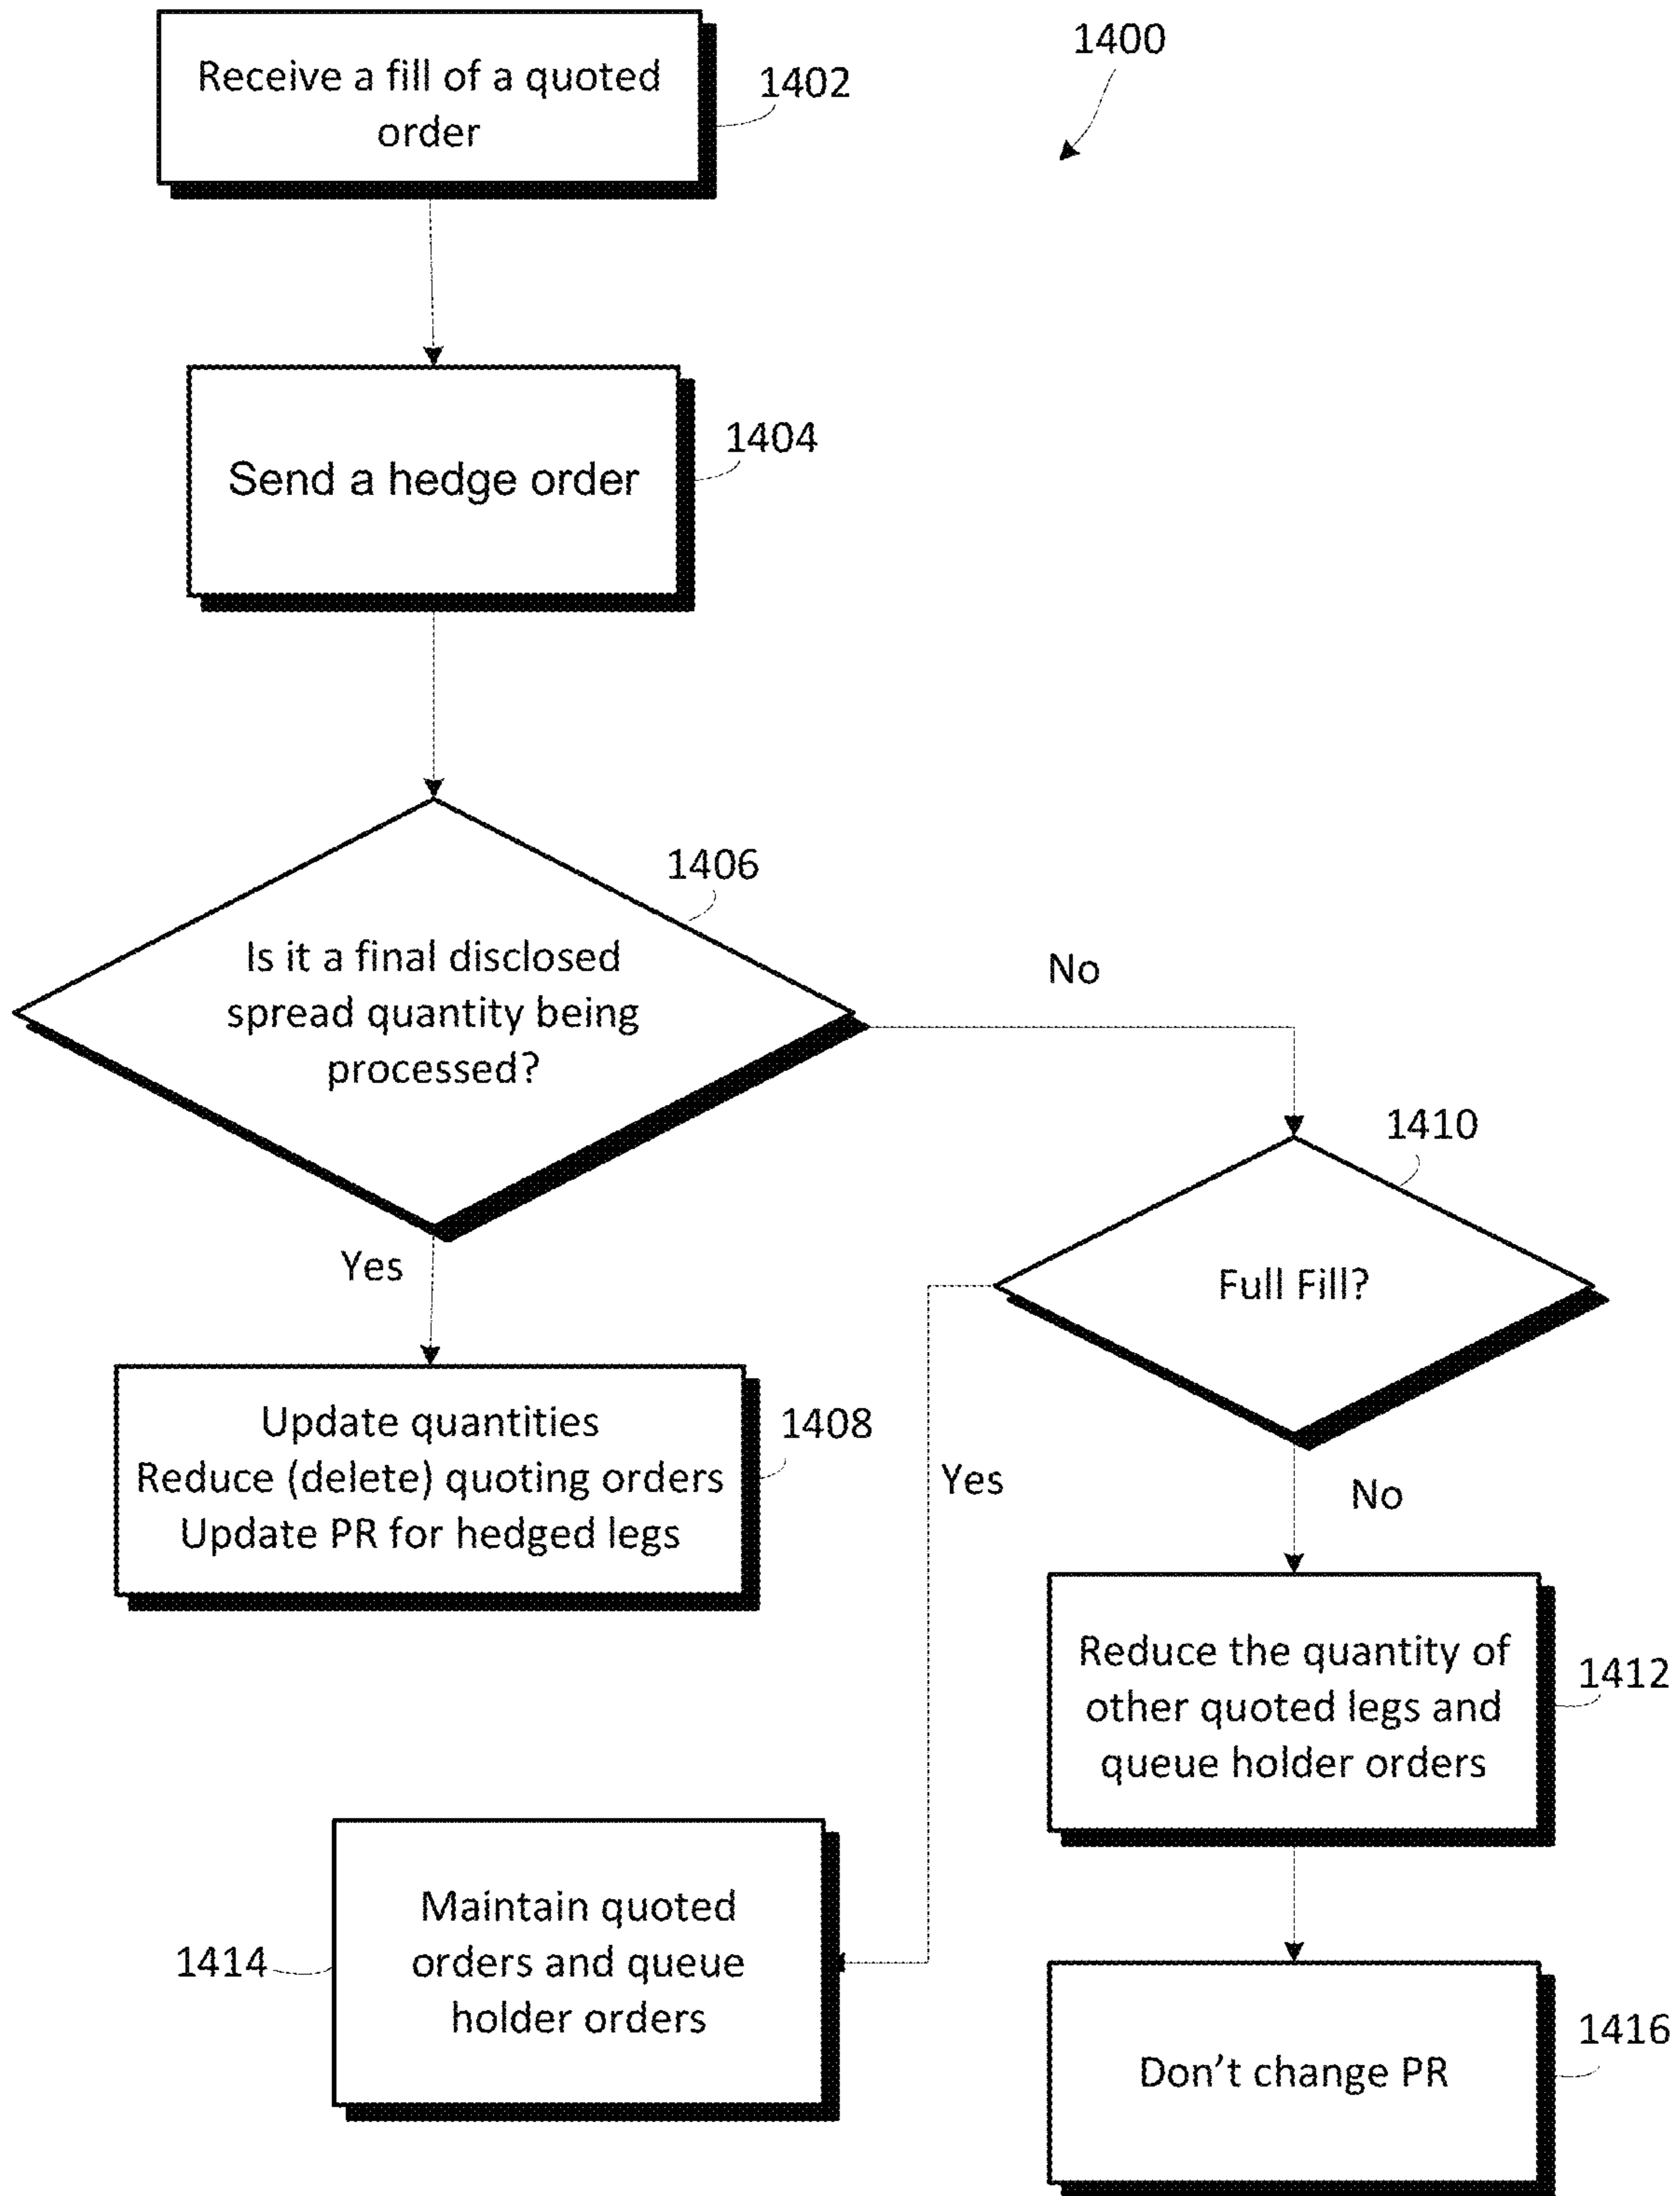 1400
Receive a fill of a quoted
order
1402
Send a hedge order
1404
1406
Is it a final disclosed
spread quantity being
processed?
No
Yes
1410
Full Fill?
Update quantities
Reduce (delete) quoting orders
Update PR for hedged legs
1408
Yes
No
Reduce the quantity of
other quoted legs and
queue holder orders
1412
Maintain quoted
orders and queue
holder orders
1414
Don't change PR
1416